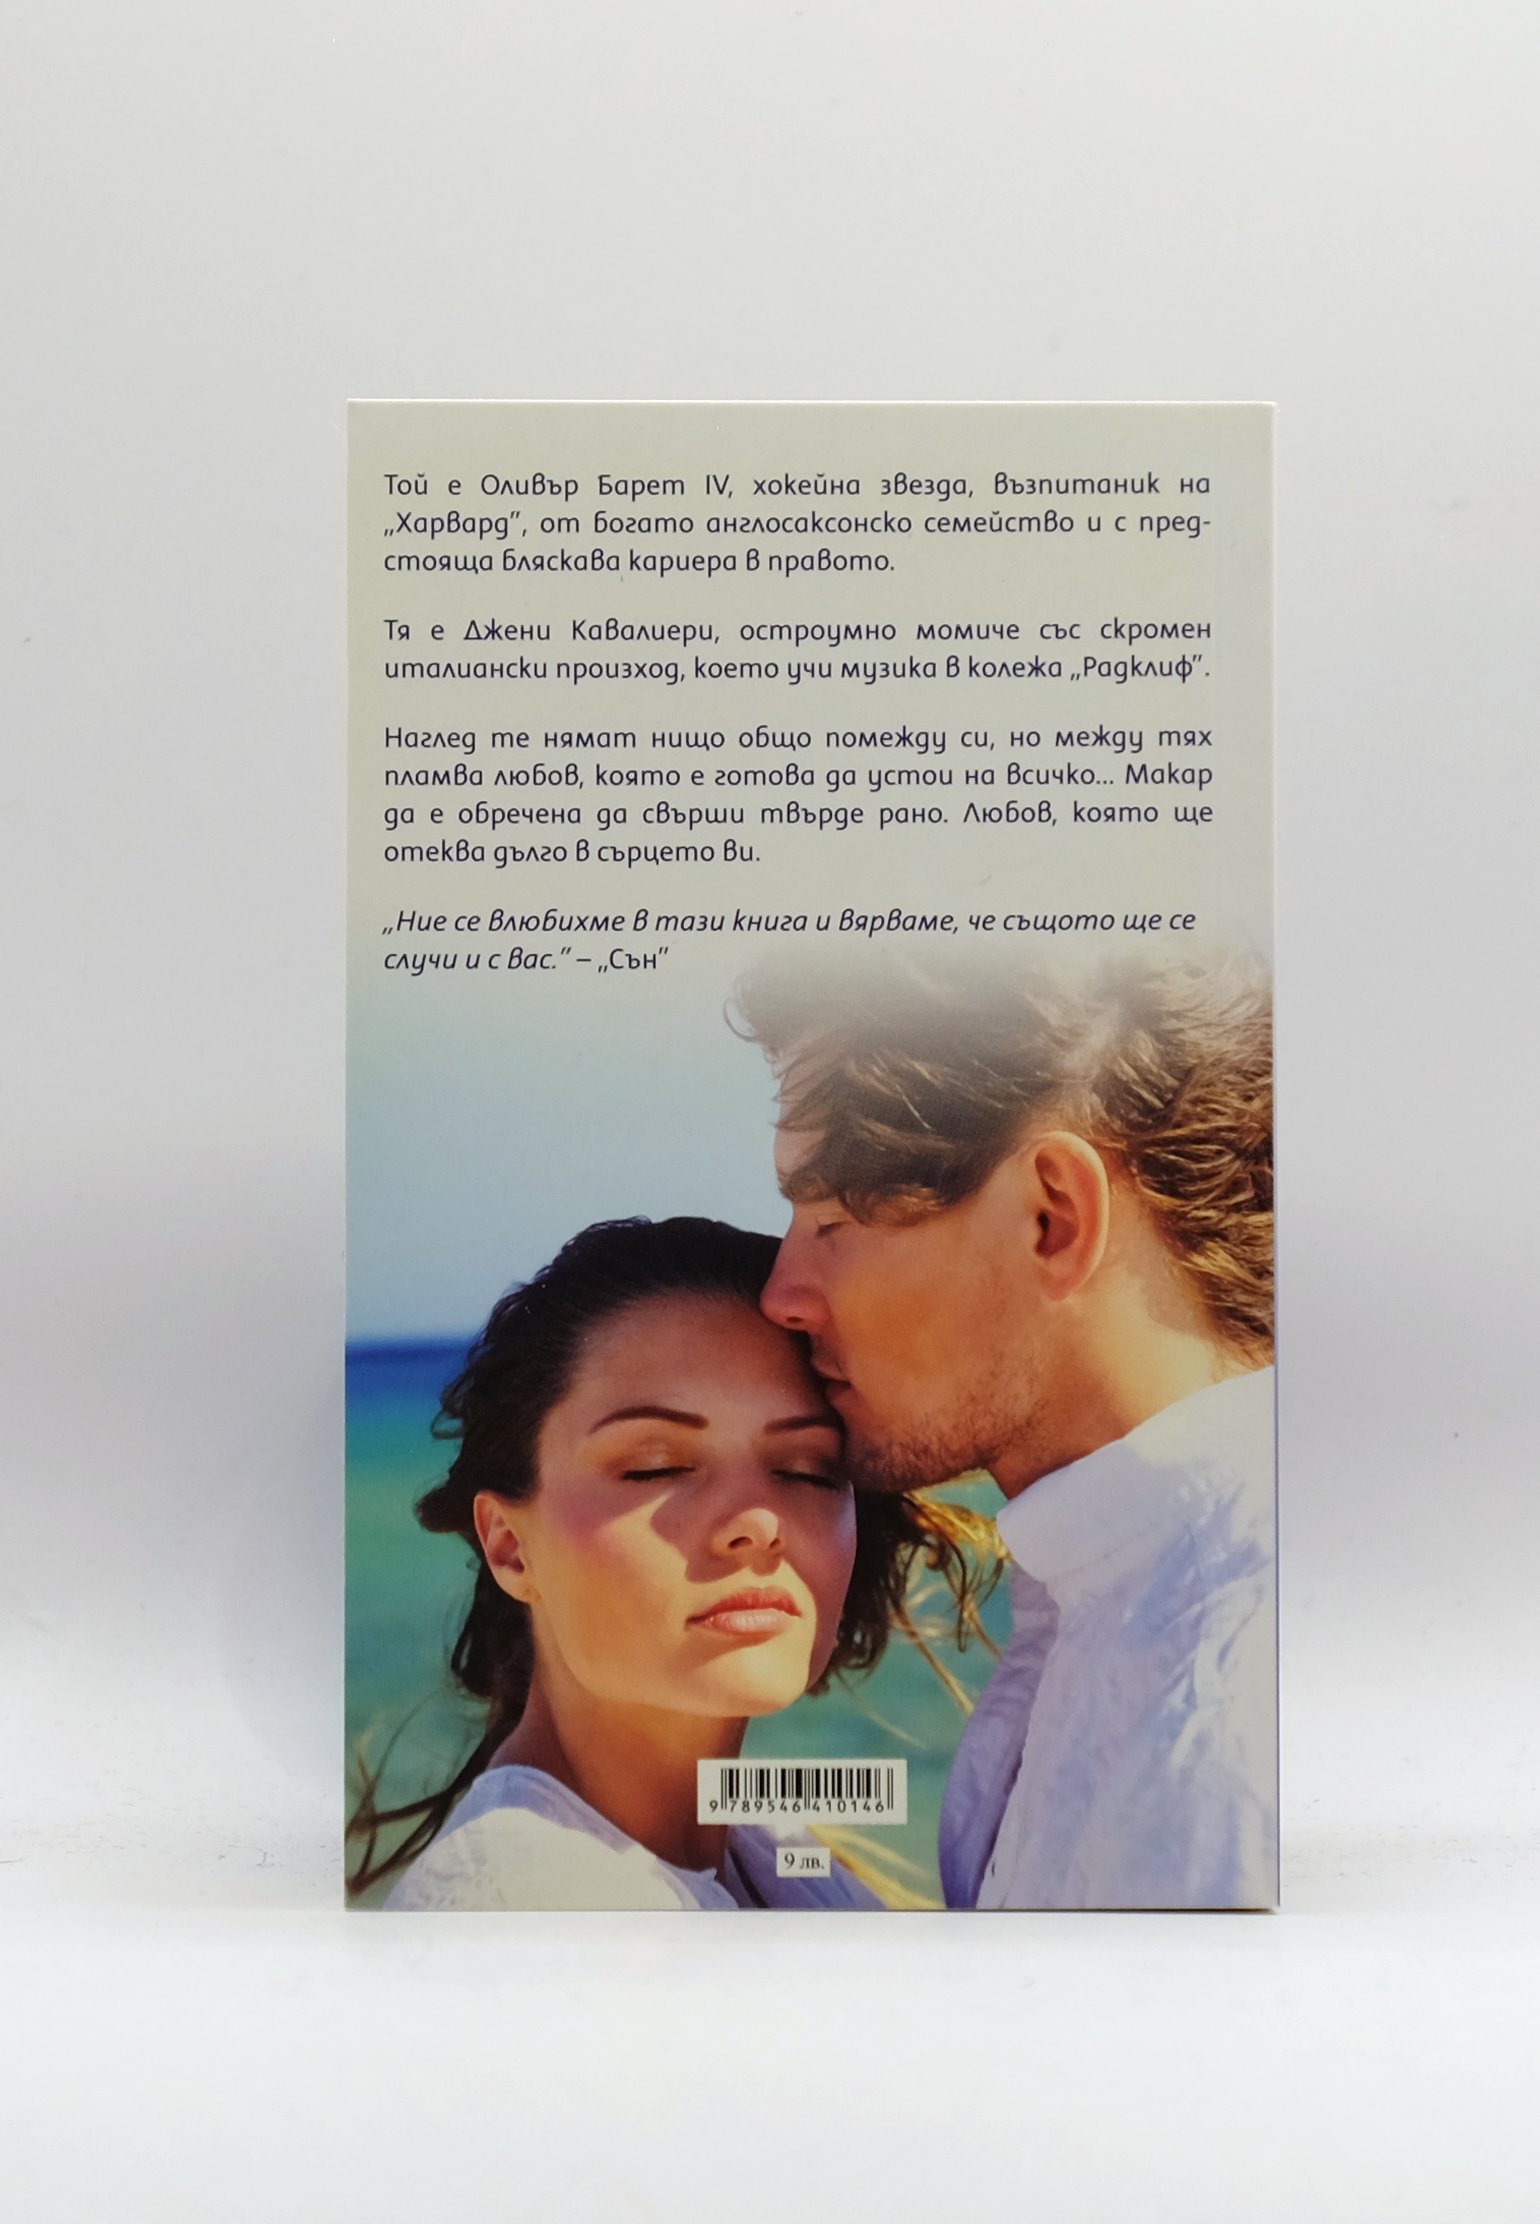 Той е Оливър Барет IV, хокейна звезда, възпитаник на
„Харвард”, от богато англосаксонско семейство и с пред-
стояща бляскава кариера в правото.
Тя е Джени Кавалиери, остроумно момиче със скромен
италиански произход, което учи музика в колежа „Радклиф”.
Наглед те нямат нищо общо помежду си, но между тях
пламва любов, която е готова да устои на всичко... Макар
да е обречена да свърши твърде рано. Любов, която ще
отеква дълго в сърцето ви.
„Ние се влюбихме в тази книга и вярваме, че същото ще се
случи и с вас.” – „Сън”
9 789546 410146
9 лв.